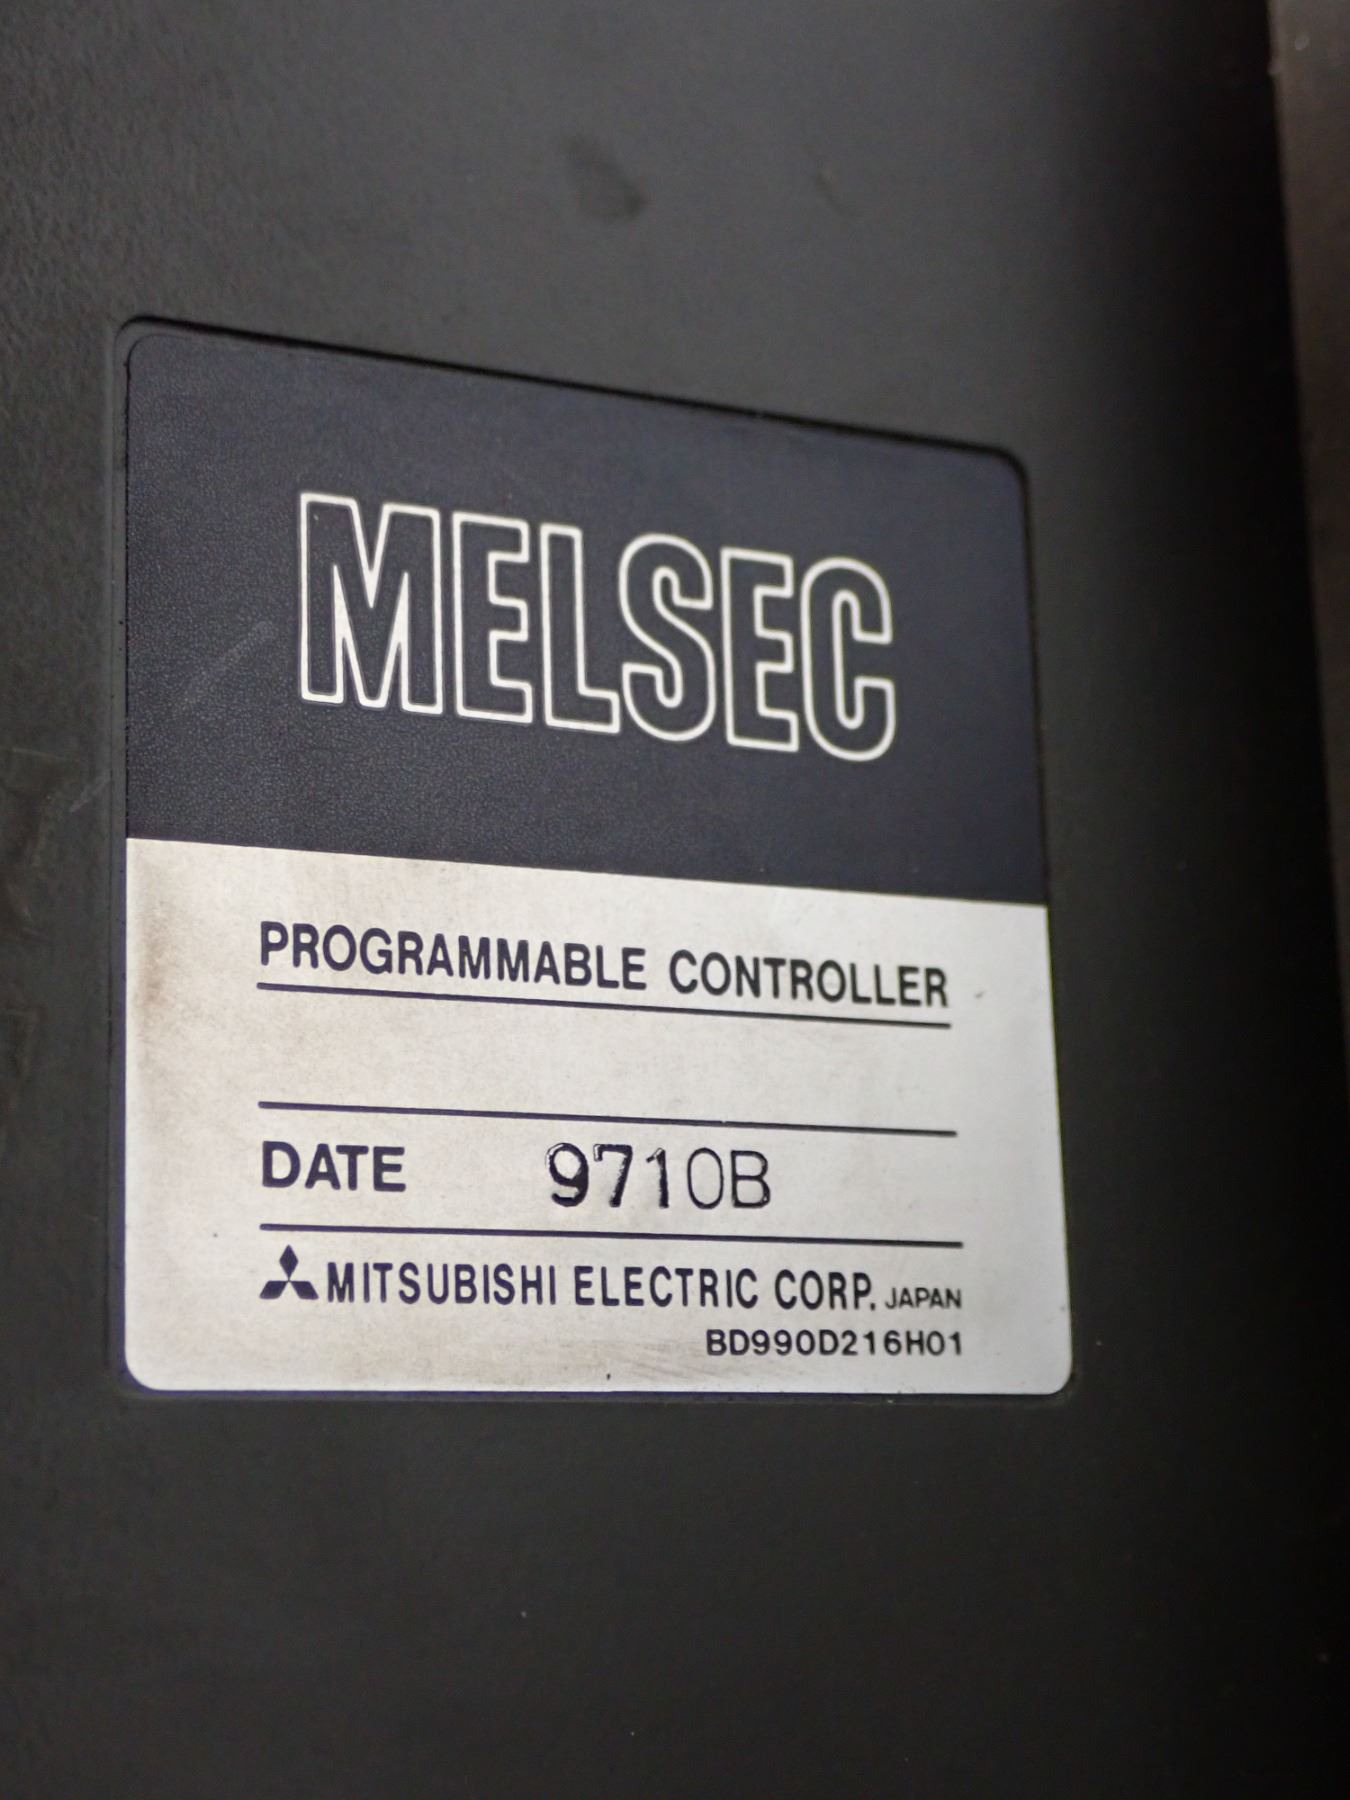 MELSEC
PROGRAMMABLE CONTROLLER
DATE 9710B
MITSUBISHI ELECTRIC CORP. JAPAN
BD990D216H01